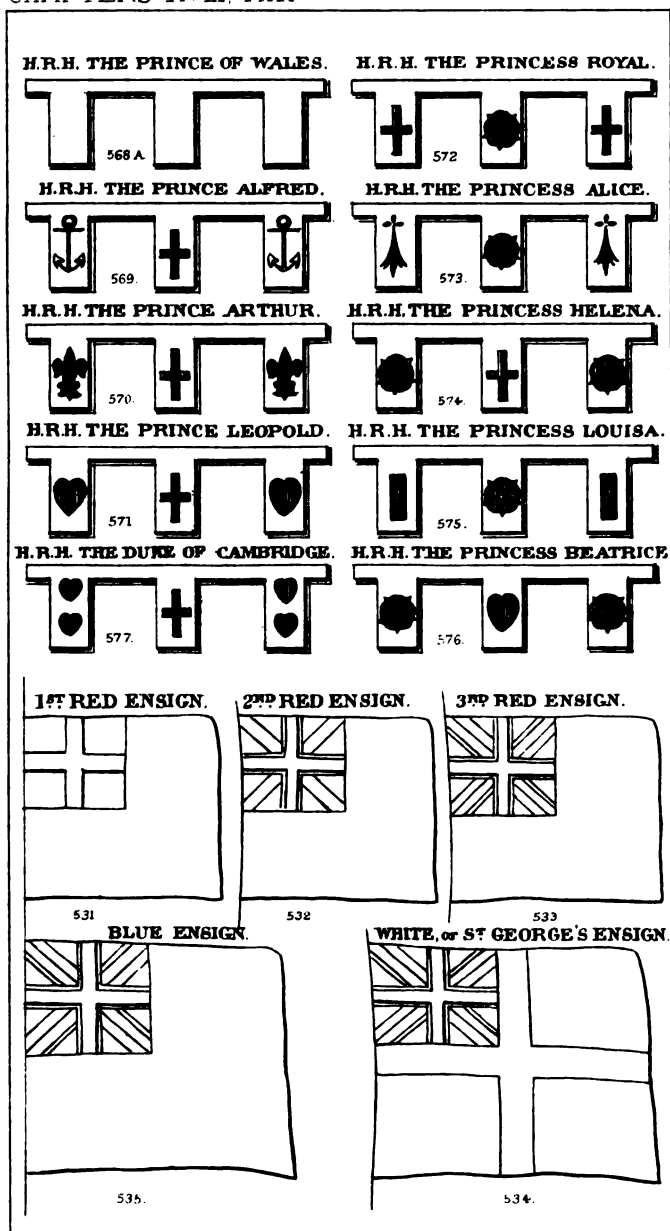 H.R.H. THE PRINCE OF WALES.
568 A
H.R.H. THE PRINCESS ROYAL.
572
H.R.H. THE PRINCE ALFRED.
569.
H.R.H. THE PRINCESS ALICE.
573.
H.R.H. THE PRINCE ARTHUR.
570.
H.R.H. THE PRINCESS HELENA.
574.
H.R.H. THE PRINCE LEOPOLD.
571
H.R.H. THE PRINCESS LOUISA.
575.
H.R.H. THE DUKE OF CAMBRIDGE.
577.
H.R.H. THE PRINCESS BEATRICE
576.
1ST RED ENSIGN.
531
2ND RED ENSIGN.
532
3RD RED ENSIGN.
533
BLUE ENSIGN.
535.
WHITE, or ST GEORGE'S ENSIGN.
534.